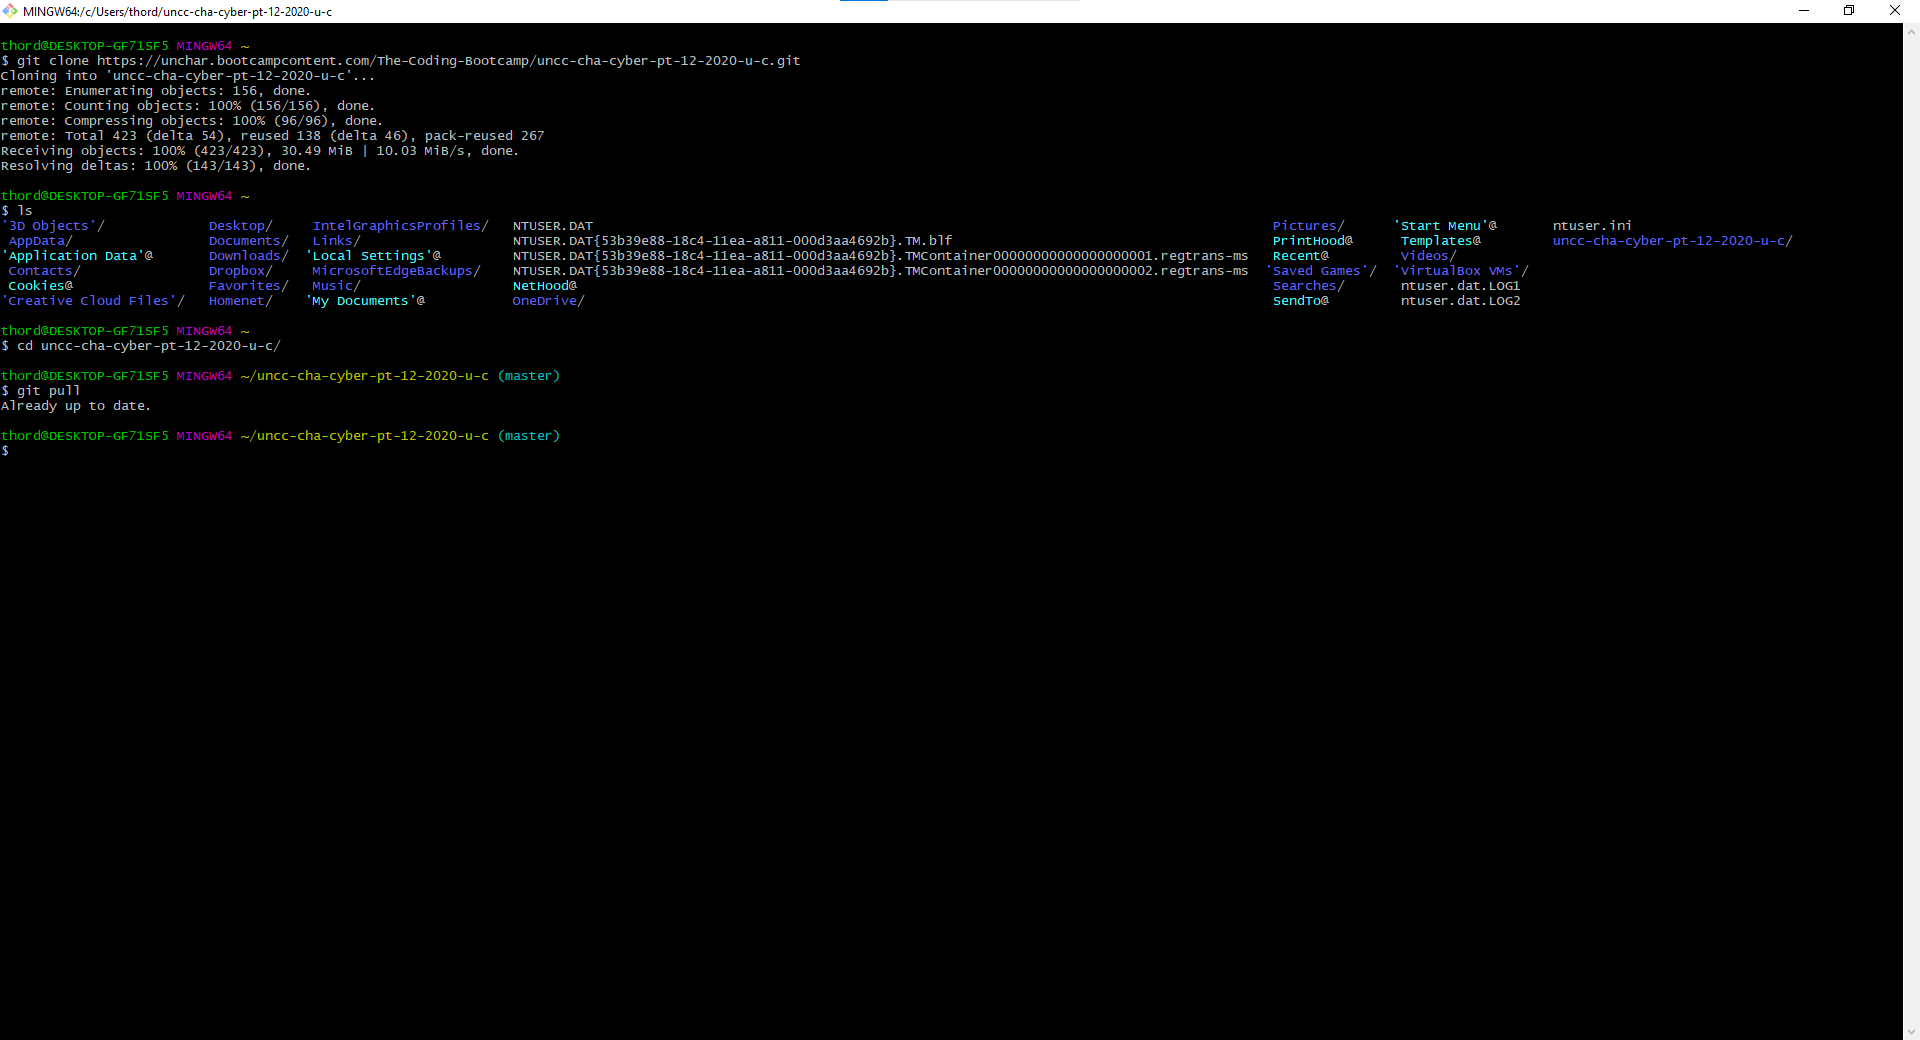 MINGW64:/c/Users/thord/uncc-cha-cyber-pt-12-2020-u-c
thord@DESKTOP-GF71SF5 MINGW64 ~
$ git clone https://unchar.bootcampcontent.com/The-Coding-Bootcamp/uncc-cha-cyber-pt-12-2020-u-c.git
Cloning into 'uncc-cha-cyber-pt-12-2020-u-c'...
remote: Enumerating objects: 156, done.
remote: Counting objects: 100% (156/156), done.
remote: Compressing objects: 100% (96/96), done.
remote: Total 423 (delta 54), reused 138 (delta 46), pack-reused 267
Receiving objects: 100% (423/423), 30.49 MiB | 10.03 MiB/s, done.
Resolving deltas: 100% (143/143), done.
thord@DESKTOP-GF71SF5 MINGW64 ~
$ ls
'3D Objects'/ Desktop/ IntelGraphicsProfiles/ NTUSER.DAT Pictures/ 'Start Menu'@ ntuser.ini
AppData/ Documents/ Links/ NTUSER.DAT{53b39e88-18c4-11ea-a811-000d3aa4692b}.TM.blf PrintHood@ Templates@ uncc-cha-cyber-pt-12-2020-u-c/
'Application Data'@ Downloads/ 'Local Settings'@ NTUSER.DAT{53b39e88-18c4-11ea-a811-000d3aa4692b}.TMContainer00000000000000000001.regtrans-ms Recent@ Videos/
Contacts/ Dropbox/ MicrosoftEdgeBackups/ NTUSER.DAT{53b39e88-18c4-11ea-a811-000d3aa4692b}.TMContainer00000000000000000002.regtrans-ms 'Saved Games'/ 'VirtualBox VMs'/
Cookies@ Favorites/ Music/ NetHood@ Searches/ ntuser.dat.LOG1
'Creative Cloud Files'/ Homenet/ 'My Documents'@ OneDrive/ SendTo@ ntuser.dat.LOG2
thord@DESKTOP-GF71SF5 MINGW64 ~
$ cd uncc-cha-cyber-pt-12-2020-u-c/
thord@DESKTOP-GF71SF5 MINGW64 ~/uncc-cha-cyber-pt-12-2020-u-c (master)
$ git pull
Already up to date.
thord@DESKTOP-GF71SF5 MINGW64 ~/uncc-cha-cyber-pt-12-2020-u-c (master)
$